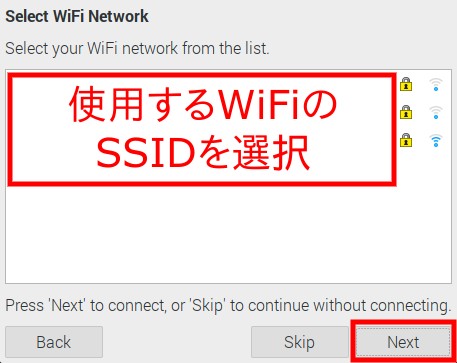 Select WiFi Network
Select your WiFi network from the list.
使用するWiFiの
SSIDを選択
Press 'Next' to connect, or 'Skip' to continue without connecting.
Back
Skip
Next